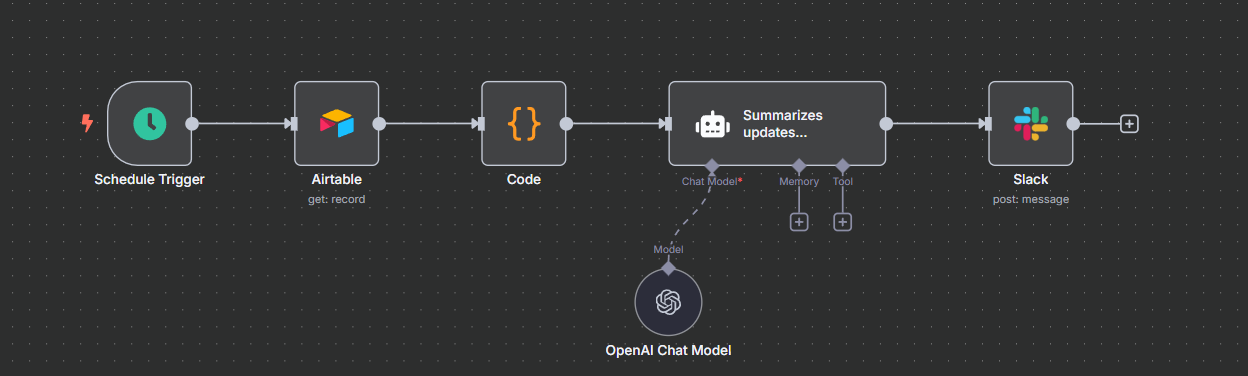 Summarizes
updates...
Schedule Trigger
Airtable
get: record
Code
Chat Model*
Memory
Tool
Slack
post: message
Model
OpenAI Chat Model